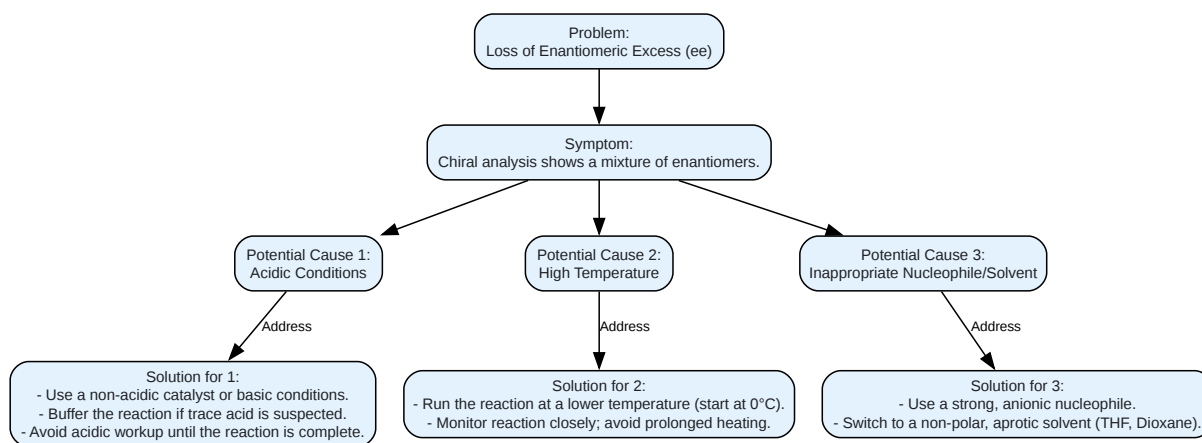 Problem:
Loss of Enantiomeric Excess (ee)
Symptom:
Chiral analysis shows a mixture of enantiomers.
Potential Cause 1:
Acidic Conditions
Potential Cause 2:
High Temperature
Potential Cause 3:
Inappropriate Nucleophile/Solvent
Address
Address
Address
Solution for 1:
- Use a non-acidic catalyst or basic conditions.
- Buffer the reaction if trace acid is suspected.
- Avoid acidic workup until the reaction is complete.
Solution for 2:
- Run the reaction at a lower temperature (start at 0°C).
- Monitor reaction closely; avoid prolonged heating.
Solution for 3:
- Use a strong, anionic nucleophile.
- Switch to a non-polar, aprotic solvent (THF, Dioxane).